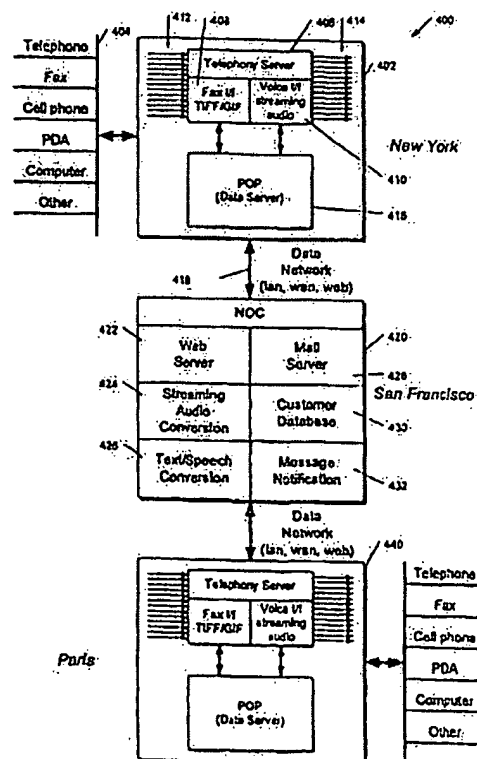 412
408
406
414
400
404
402
Telephone
Fax
Cell phone
PDA
Computer
Other
Telephony Server
Fax I/I
TIFF/GIF
Voice I/I
streaming
audio
New York
410
POP
(Data Server)
416
418
Data
Network
(lan, wan, web)
NOC
422
420
Web
Server
Mail
Server
426
424
San Francisco
Streaming
Audio
Conversion
Customer
Database
430
Text/Speech
Conversion
Message
Notification
432
Data
Network
(lan, wan, web)
440
Telephony Server
Fax I/I
TIFF/GIF
Voice I/I
streaming
audio
Paris
POP
(Data Server)
Telephone
Fax
Cell phone
PDA
Computer
Other